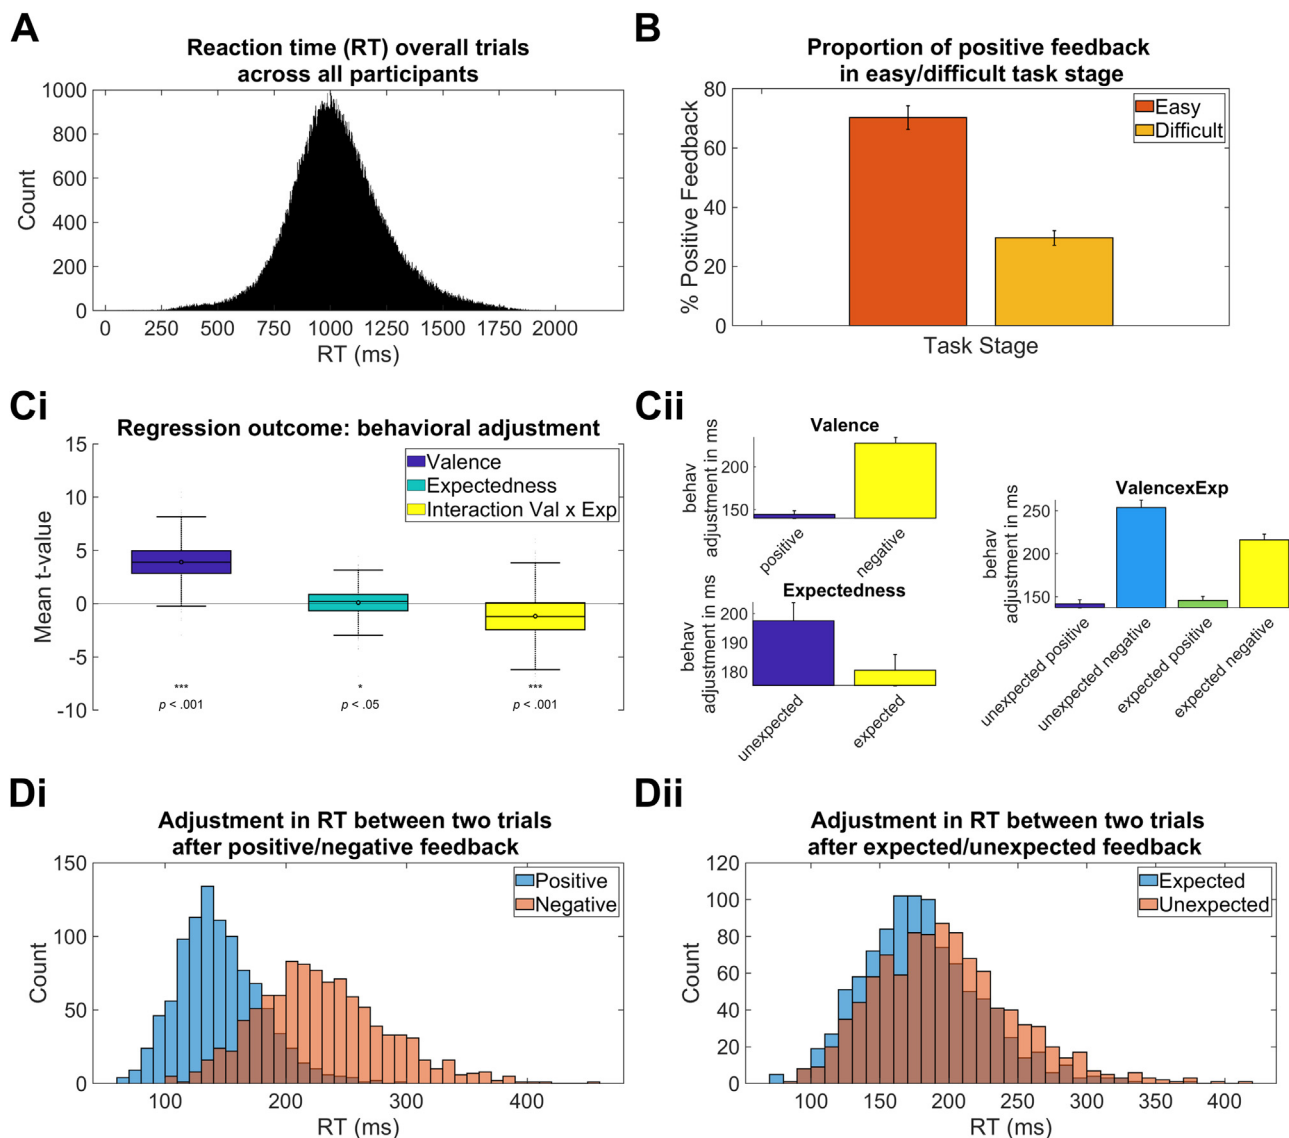 A
Reaction time (RT) overall trials
across all participants
1000
800
600
400
200
0
Count
0 250 500 750 1000 1250 1500 1750 2000
RT (ms)
B
Proportion of positive feedback
in easy/difficult task stage
80
60
40
20
0
% Positive Feedback
Easy
Difficult
Task Stage
Ci
Regression outcome: behavioral adjustment
15
10
5
0
-5
-10
Mean t-value
Valence
Expectedness
Interaction Val x Exp
*** * ***
p < .001 p < .05 p < .001
Cii
Valence
behav
adjustment in ms
200
150
positive negative
Expectedness
behav
adjustment in ms
200
190
180
unexpected expected
ValencexExp
behav
adjustment in ms
250
200
150
unexpected positive
unexpected negative
expected positive
expected negative
Di
Adjustment in RT between two trials
after positive/negative feedback
150
100
50
0
Count
Positive
Negative
100 200 300 400
RT (ms)
Dii
Adjustment in RT between two trials
after expected/unexpected feedback
120
100
80
60
40
20
0
Count
Expected
Unexpected
100 150 200 250 300 350 400
RT (ms)